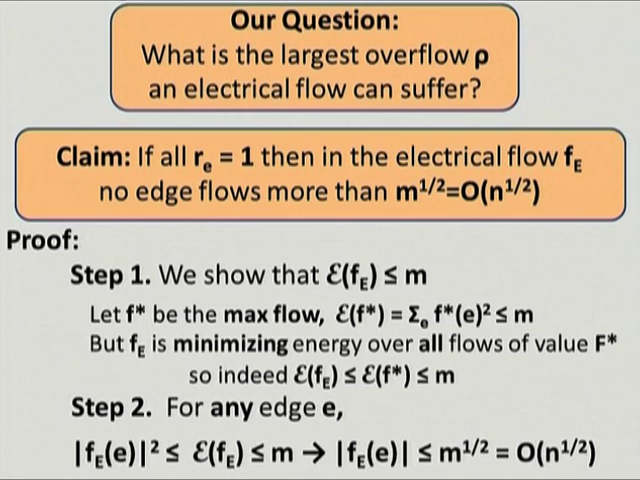 Our Question:
What is the largest overflow ρ
an electrical flow can suffer?
Claim: If all rₑ = 1 then in the electrical flow f_E
no edge flows more than m^{1/2}=O(n^{1/2})
Proof:
Step 1. We show that ℰ(f_E) ≤ m
Let f* be the max flow, ℰ(f*) = Σₑ f*(e)² ≤ m
But f_E is minimizing energy over all flows of value F*
so indeed ℰ(f_E) ≤ ℰ(f*) ≤ m
Step 2. For any edge e,
|f_E(e)|² ≤ ℰ(f_E) ≤ m → |f_E(e)| ≤ m^{1/2} = O(n^{1/2})